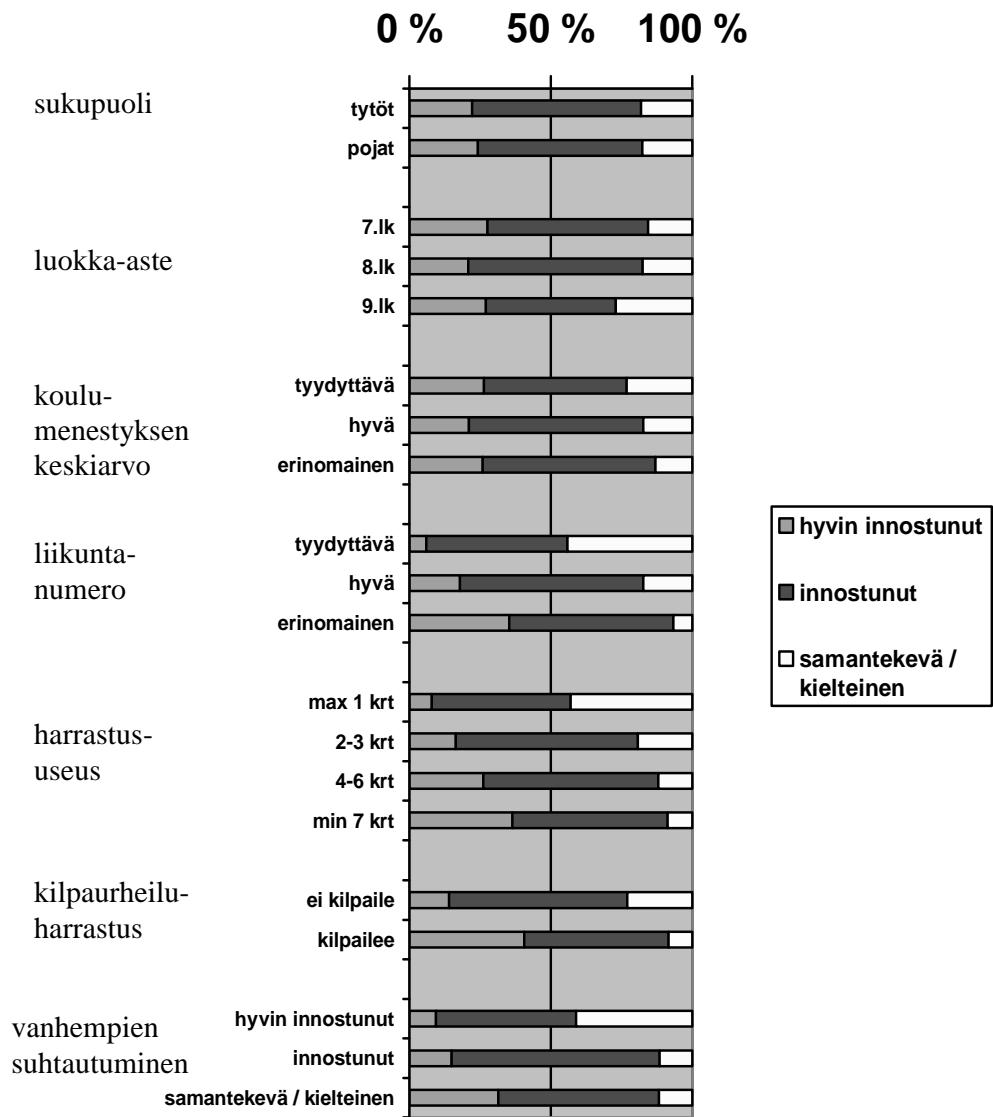 0 % 50 % 100 %
sukupuoli
tytöt
pojat
luokka-aste
7.lk
8.lk
9.lk
koulu-
menestyksen
keskiarvo
tyydyttävä
hyvä
erinomainen
liikunta-
numero
tyydyttävä
hyvä
erinomainen
harrastus-
useus
max 1 krt
2-3 krt
4-6 krt
min 7 krt
kilpaurheilu-
harrastus
ei kilpaile
kilpailee
vanhempien
suhtautuminen
hyvin innostunut
innostunut
samantekevä / kielteinen
hyvin innostunut
innostunut
samantekevä /
kielteinen